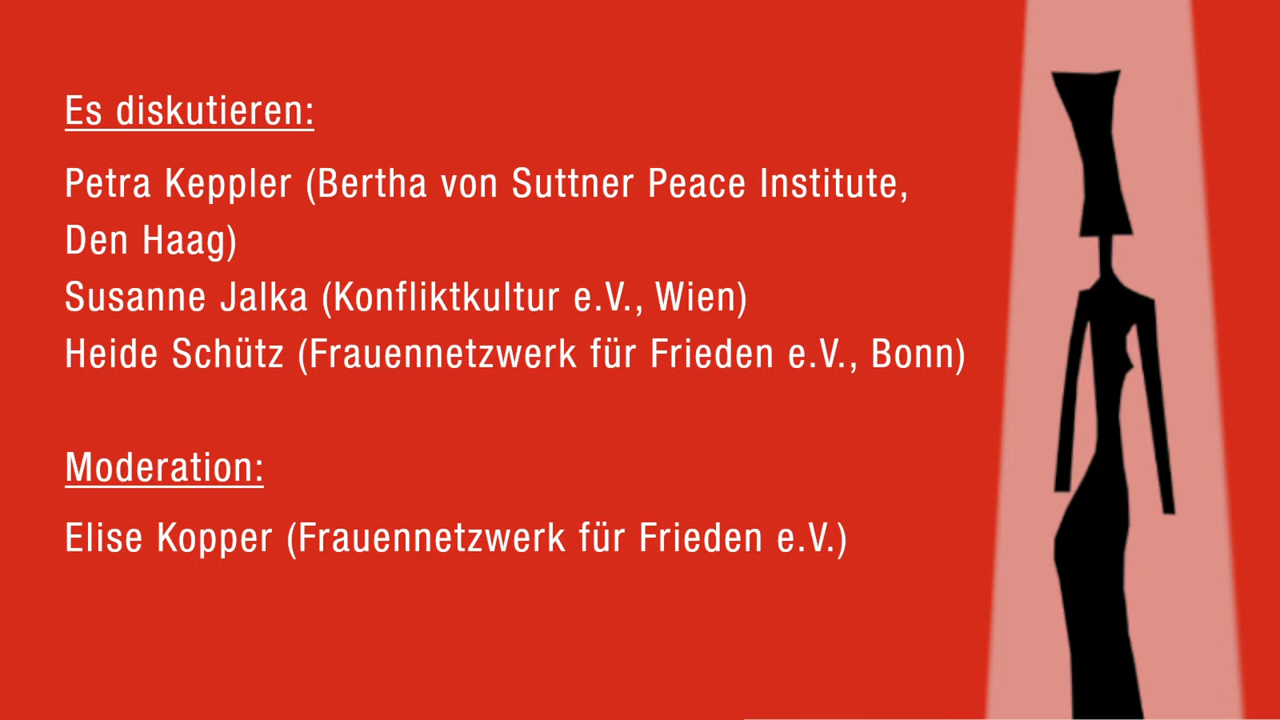 Es diskutieren:
Petra Keppler (Bertha von Suttner Peace Institute,
Den Haag)
Susanne Jalka (Konfliktkultur e.V., Wien)
Heide Schütz (Frauennetzwerk für Frieden e.V., Bonn)
Moderation:
Elise Kopper (Frauennetzwerk für Frieden e.V.)